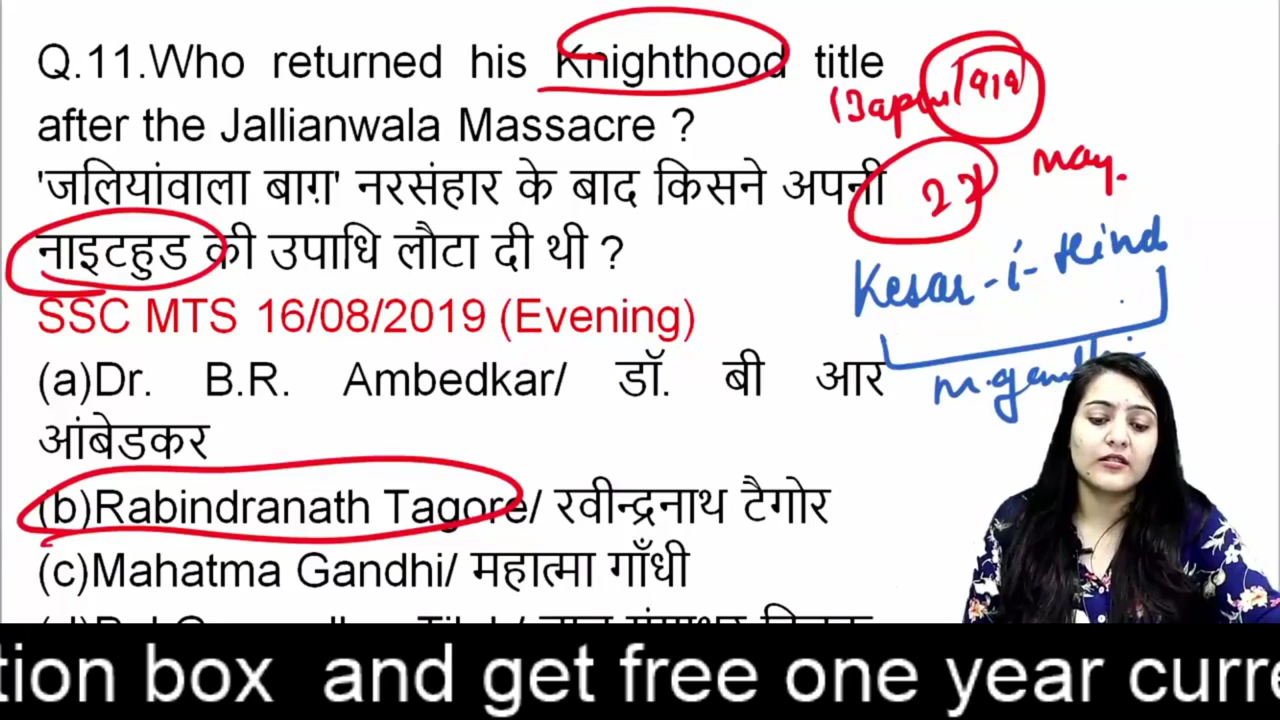 Q.11.Who returned his Knighthood title
after the Jallianwala Massacre ?
'जलियांवाला बाग़' नरसंहार के बाद किसने अपनी
नाइटहुड की उपाधि लौटा दी थी ?
SSC MTS 16/08/2019 (Evening)
(a)Dr. B.R. Ambedkar/ डॉ. बी आर
आंबेडकर
(b)Rabindranath Tagore/ रवीन्द्रनाथ टैगोर
(c)Mahatma Gandhi/ महात्मा गाँधी
1919
may.
Kesar-i-Hind
tion box and get free one year curre